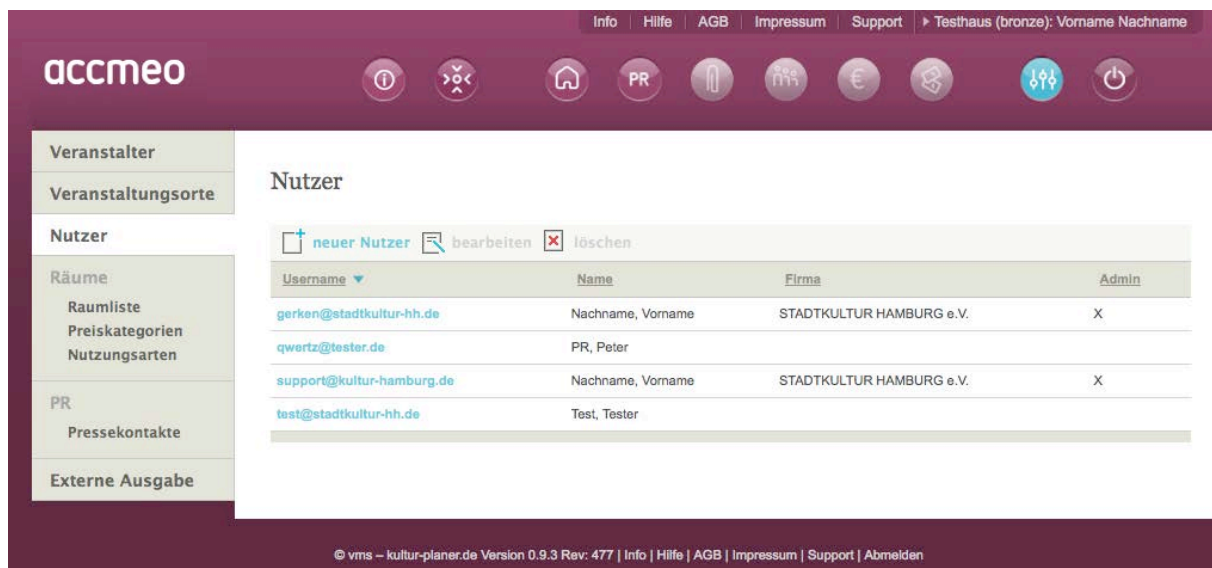 Info | Hilfe | AGB | Impressum | Support | Testhaus (bronze): Vorname Nachname
accmeo
PR
€
Veranstalter
Veranstaltungsorte
Nutzer
Räume
Raumliste
Preiskategorien
Nutzungsarten
PR
Pressekontakte
Externe Ausgabe
Nutzer
neuer Nutzer bearbeiten löschen
Username Name Firma Admin
gerken@stadtkultur-hh.de Nachname, Vorname STADTKULTUR HAMBURG e.V. X
qwertz@tester.de PR, Peter
support@kultur-hamburg.de Nachname, Vorname STADTKULTUR HAMBURG e.V. X
test@stadtkultur-hh.de Test, Tester
© vms – kultur-planer.de Version 0.9.3 Rev: 477 | Info | Hilfe | AGB | Impressum | Support | Abmelden